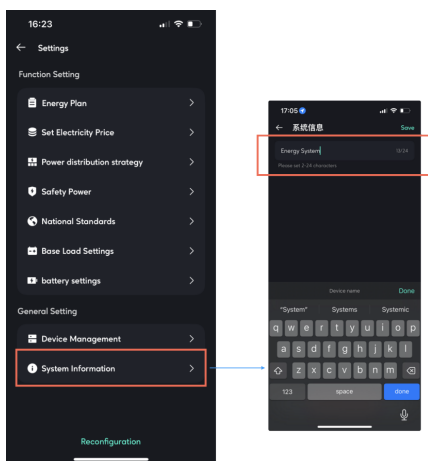 16:23
Settings
Function Setting
Energy Plan
Set Electricity Price
Power distribution strategy
Safety Power
National Standards
Base Load Settings
battery settings
General Setting
Device Management
System Information
Reconfiguration
17:05
系统信息 Save
Energy System 13/24
Please set 2-24 characters
Device name Done
"System" Systems Systemic
q w e r t y u i o p
a s d f g h j k l
z x c v b n m
123 space done